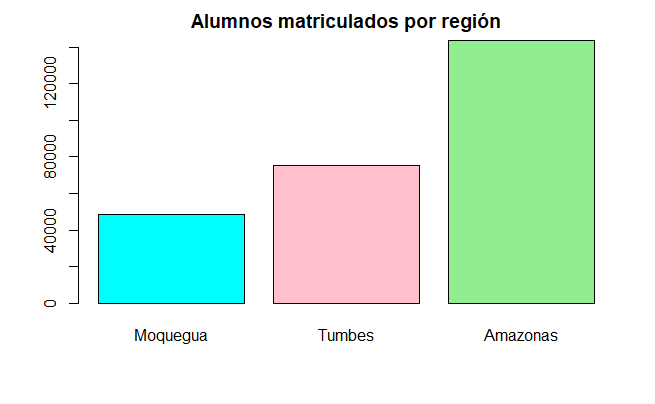 Alumnos matriculados por región
120000
80000
40000
0
Moquegua Tumbes Amazonas